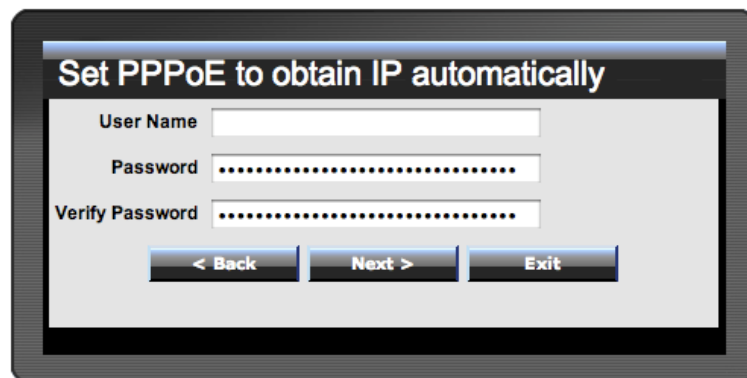 Set PPPoE to obtain IP automatically
User Name
Password ••••••••••••••••••••••••••••••••
Verify Password ••••••••••••••••••••••••••••••••
< Back Next > Exit